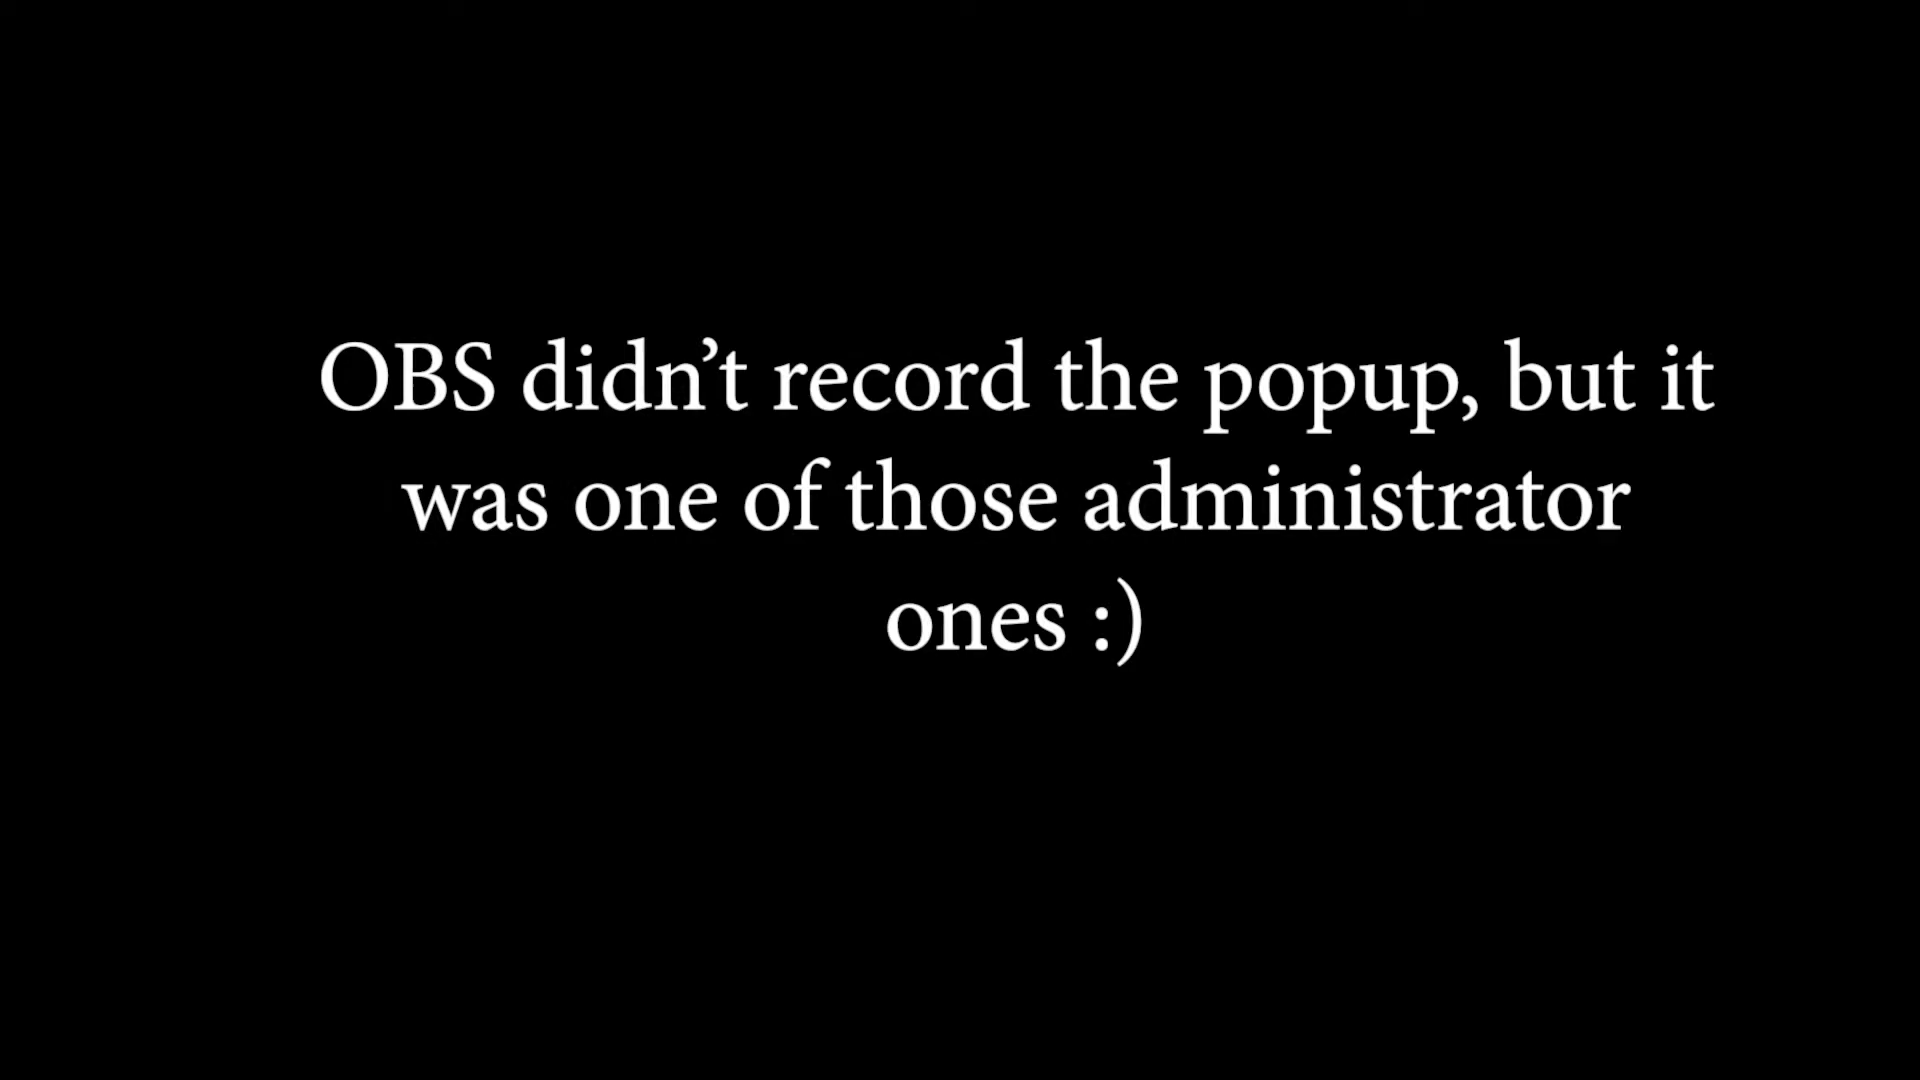 OBS didn’t record the popup, but it
was one of those administrator
ones :)